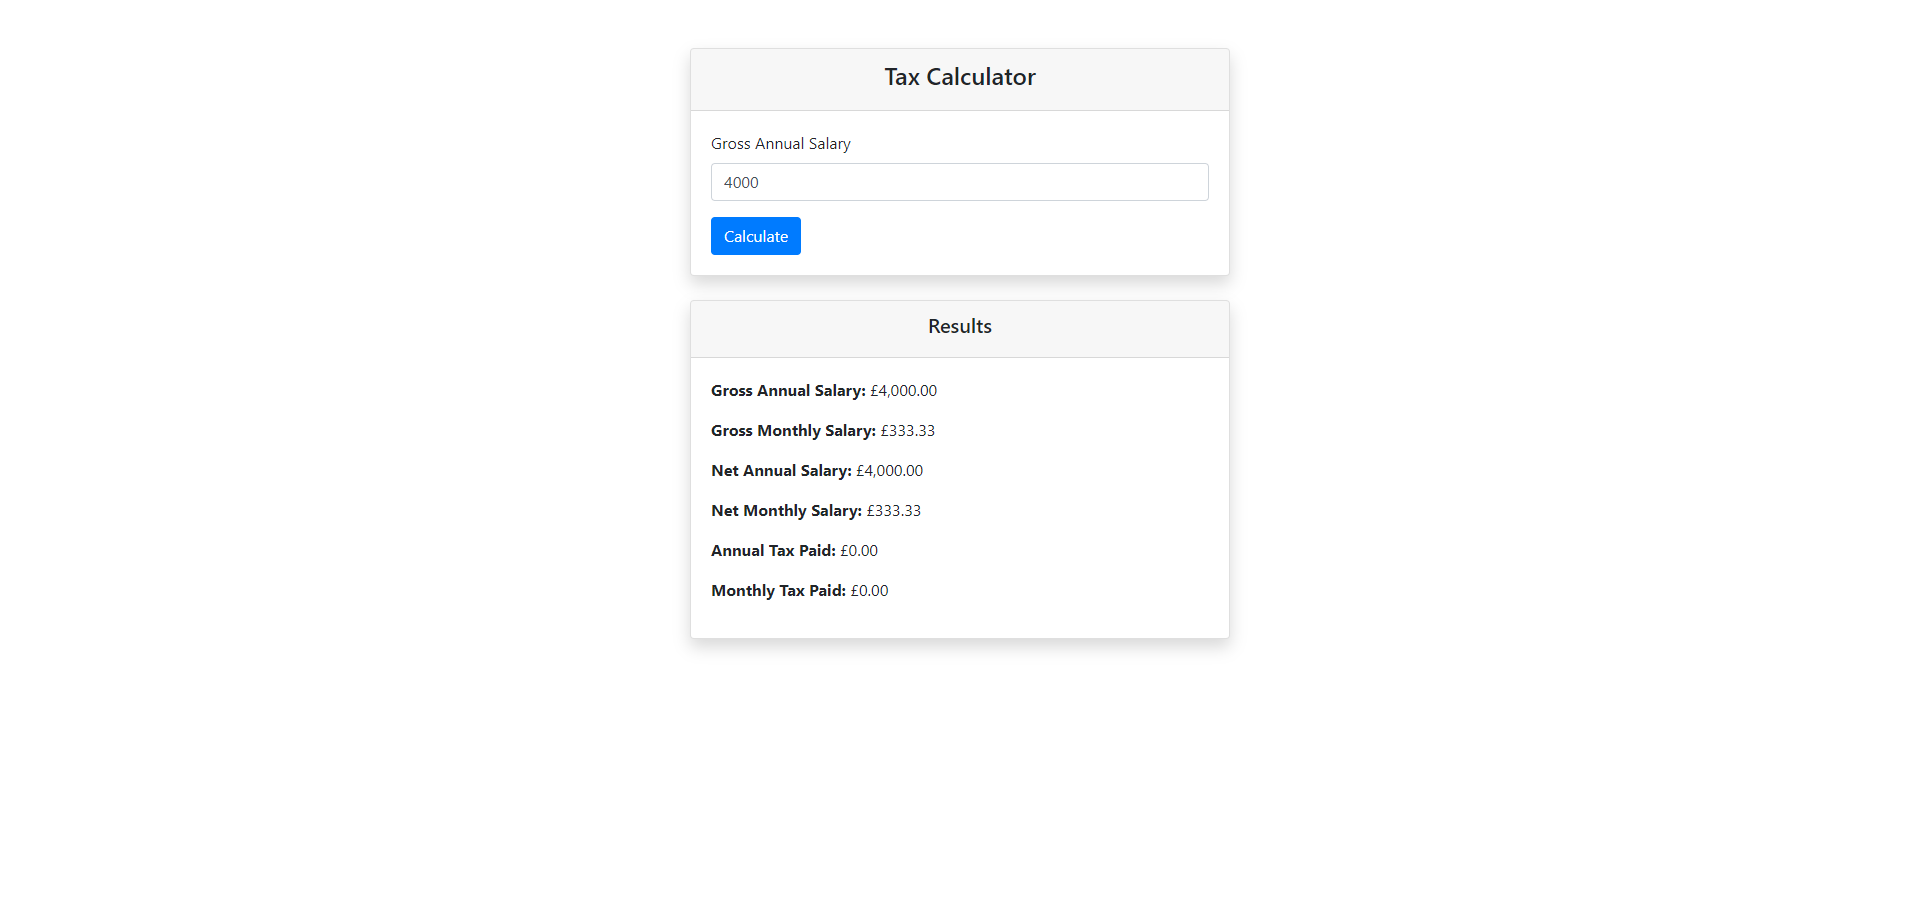 Tax Calculator
Gross Annual Salary
4000
Calculate
Results
Gross Annual Salary: £4,000.00
Gross Monthly Salary: £333.33
Net Annual Salary: £4,000.00
Net Monthly Salary: £333.33
Annual Tax Paid: £0.00
Monthly Tax Paid: £0.00